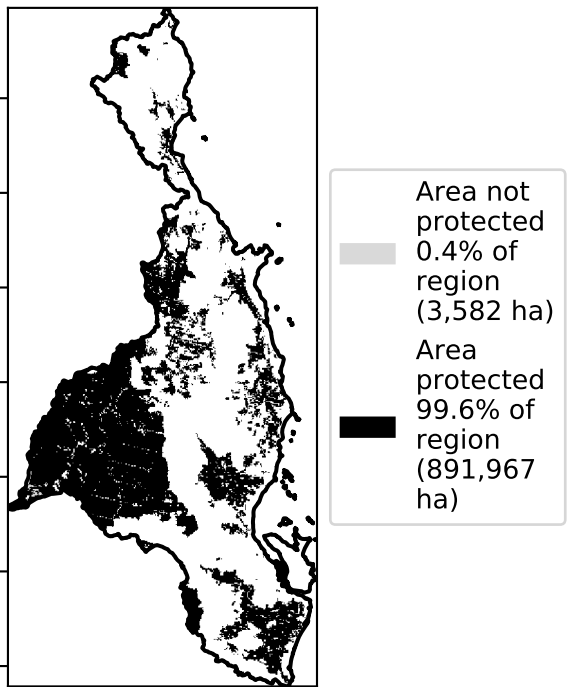 Area not
protected
0.4% of
region
(3,582 ha)
Area
protected
99.6% of
region
(891,967
ha)